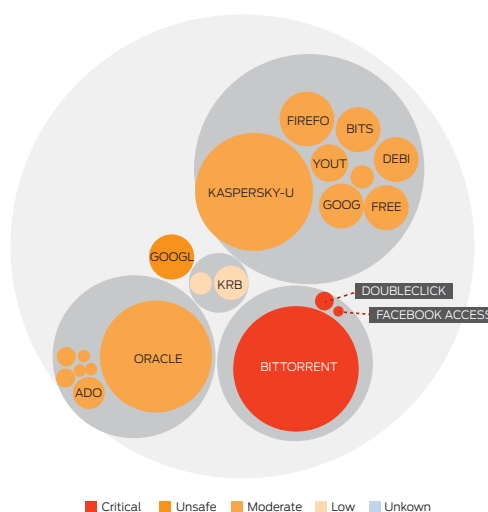 FIREFO
BITS
YOUT
DEBI
KASPERSKY-U
GOOG
FREE
GOOGL
KRB
DOUBLECLICK
FACEBOOK ACCESS
ORACLE
BITTORRENT
ADO
Critical Unsafe Moderate Low Unkown